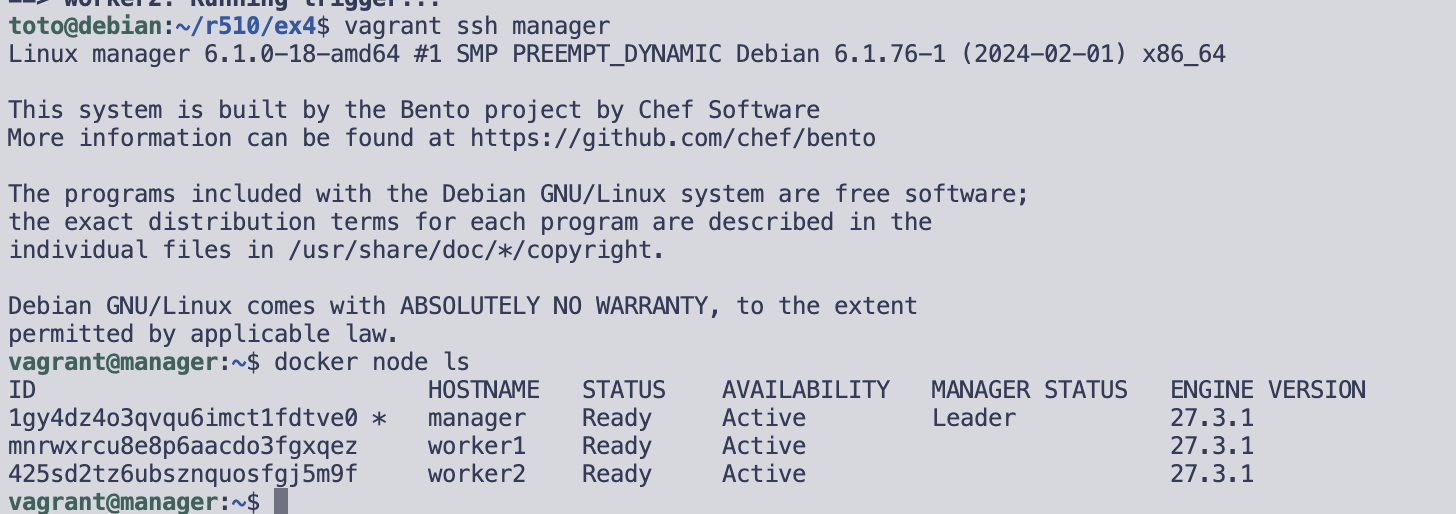 ==> worker2: Running trigger...
toto@debian:~/r510/ex4$ vagrant ssh manager
Linux manager 6.1.0-18-amd64 #1 SMP PREEMPT_DYNAMIC Debian 6.1.76-1 (2024-02-01) x86_64
This system is built by the Bento project by Chef Software
More information can be found at https://github.com/chef/bento
The programs included with the Debian GNU/Linux system are free software;
the exact distribution terms for each program are described in the
individual files in /usr/share/doc/*/copyright.
Debian GNU/Linux comes with ABSOLUTELY NO WARRANTY, to the extent
permitted by applicable law.
vagrant@manager:~$ docker node ls
ID HOSTNAME STATUS AVAILABILITY MANAGER STATUS ENGINE VERSION
1gy4dz4o3qvqu6imct1fdtve0 * manager Ready Active Leader 27.3.1
mnrwxrcu8e8p6aacdo3fgxqez worker1 Ready Active 27.3.1
425sd2tz6ubsznquosfgj5m9f worker2 Ready Active 27.3.1
vagrant@manager:~$